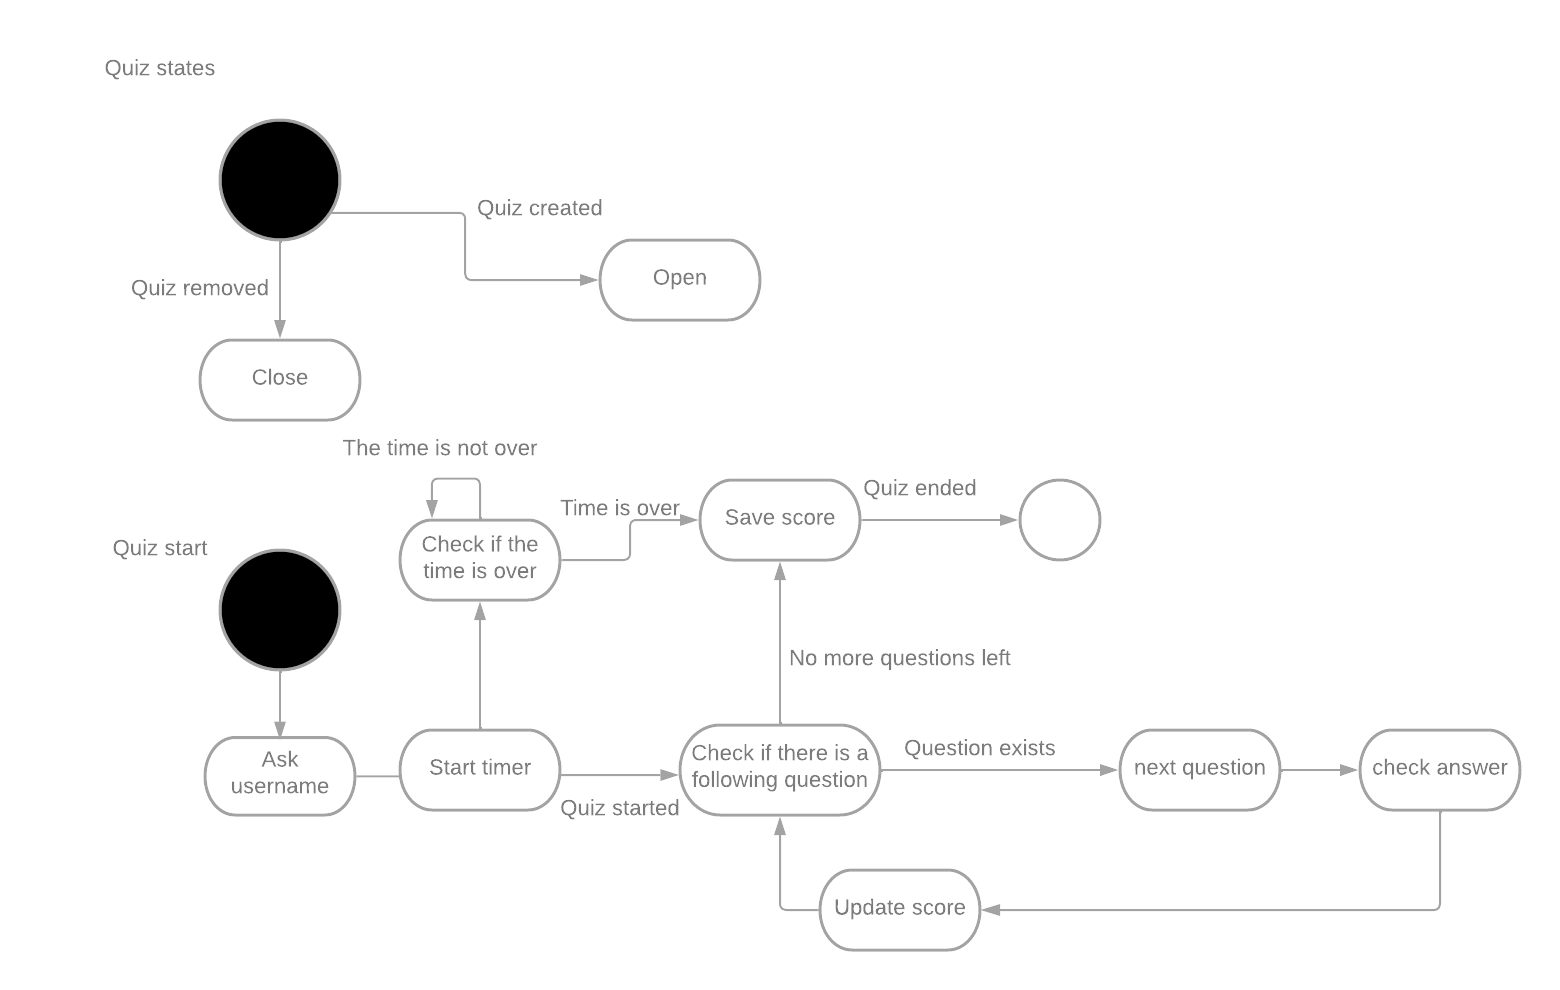 Quiz states
Quiz created
Open
Quiz removed
Close
The time is not over
Quiz ended
Time is over
Save score
Quiz start
Check if the
time is over
No more questions left
Ask
username
Start timer
Quiz started
Check if there is a
following question
Question exists
next question
check answer
Update score